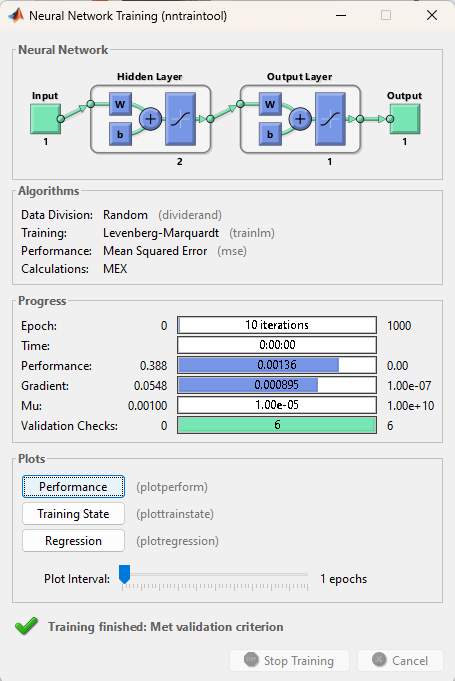 Neural Network Training (nntraintool)
Neural Network
Hidden Layer Output Layer
Input Output
W W
b b
1 2 1 1
Algorithms
Data Division: Random (dividerand)
Training: Levenberg-Marquardt (trainlm)
Performance: Mean Squared Error (mse)
Calculations: MEX
Progress
Epoch: 0 10 iterations 1000
Time: 0:00:00
Performance: 0.388 0.00136 0.00
Gradient: 0.0548 0.000895 1.00e-07
Mu: 0.00100 1.00e-05 1.00e+10
Validation Checks: 0 6 6
Plots
Performance (plotperform)
Training State (plottrainstate)
Regression (plotregression)
Plot Interval: 1 epochs
Training finished: Met validation criterion
Stop Training Cancel